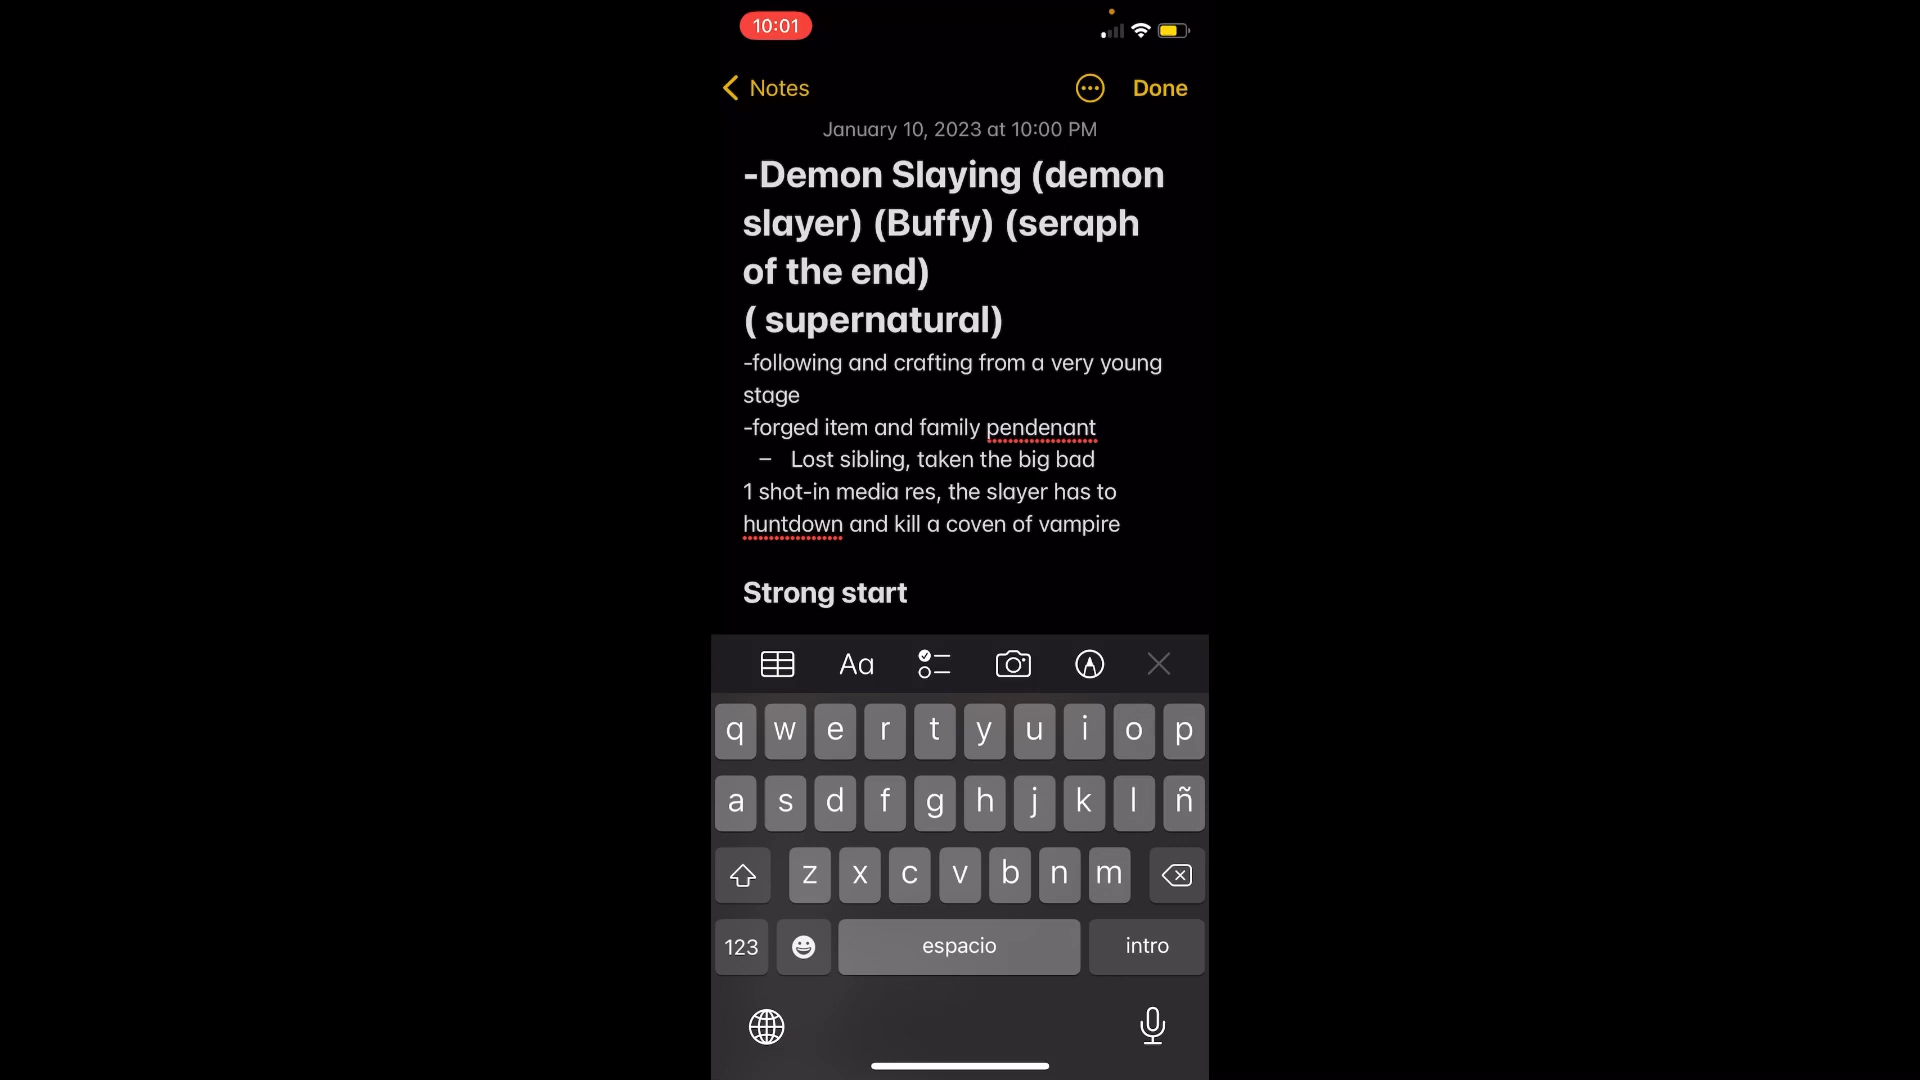 10:01
Notes
Done
January 10, 2023 at 10:00 PM
-Demon Slaying (demon
slayer) (Buffy) (seraph
of the end)
( supernatural)
-following and crafting from a very young
stage
-forged item and family pendenant
– Lost sibling, taken the big bad
1 shot-in media res, the slayer has to
huntdown and kill a coven of vampire
Strong start
Aa
q w e r t y u i o p
a s d f g h j k l ñ
z x c v b n m
123 espacio intro